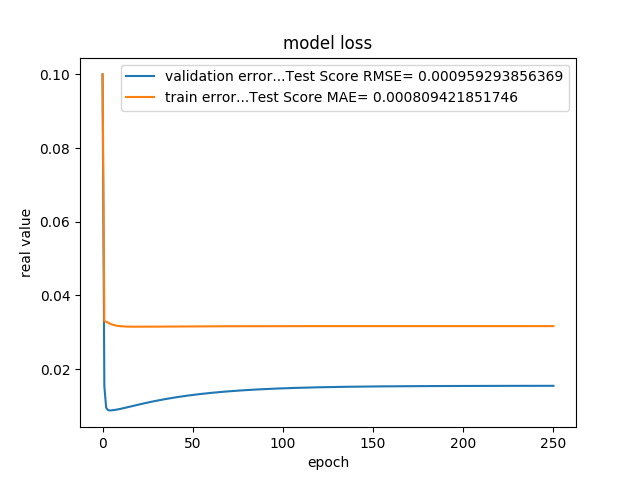 model loss
validation error...Test Score RMSE= 0.000959293856369
train error...Test Score MAE= 0.000809421851746
0.10
0.08
0.06
0.04
0.02
real value
0
50
100
150
200
250
epoch